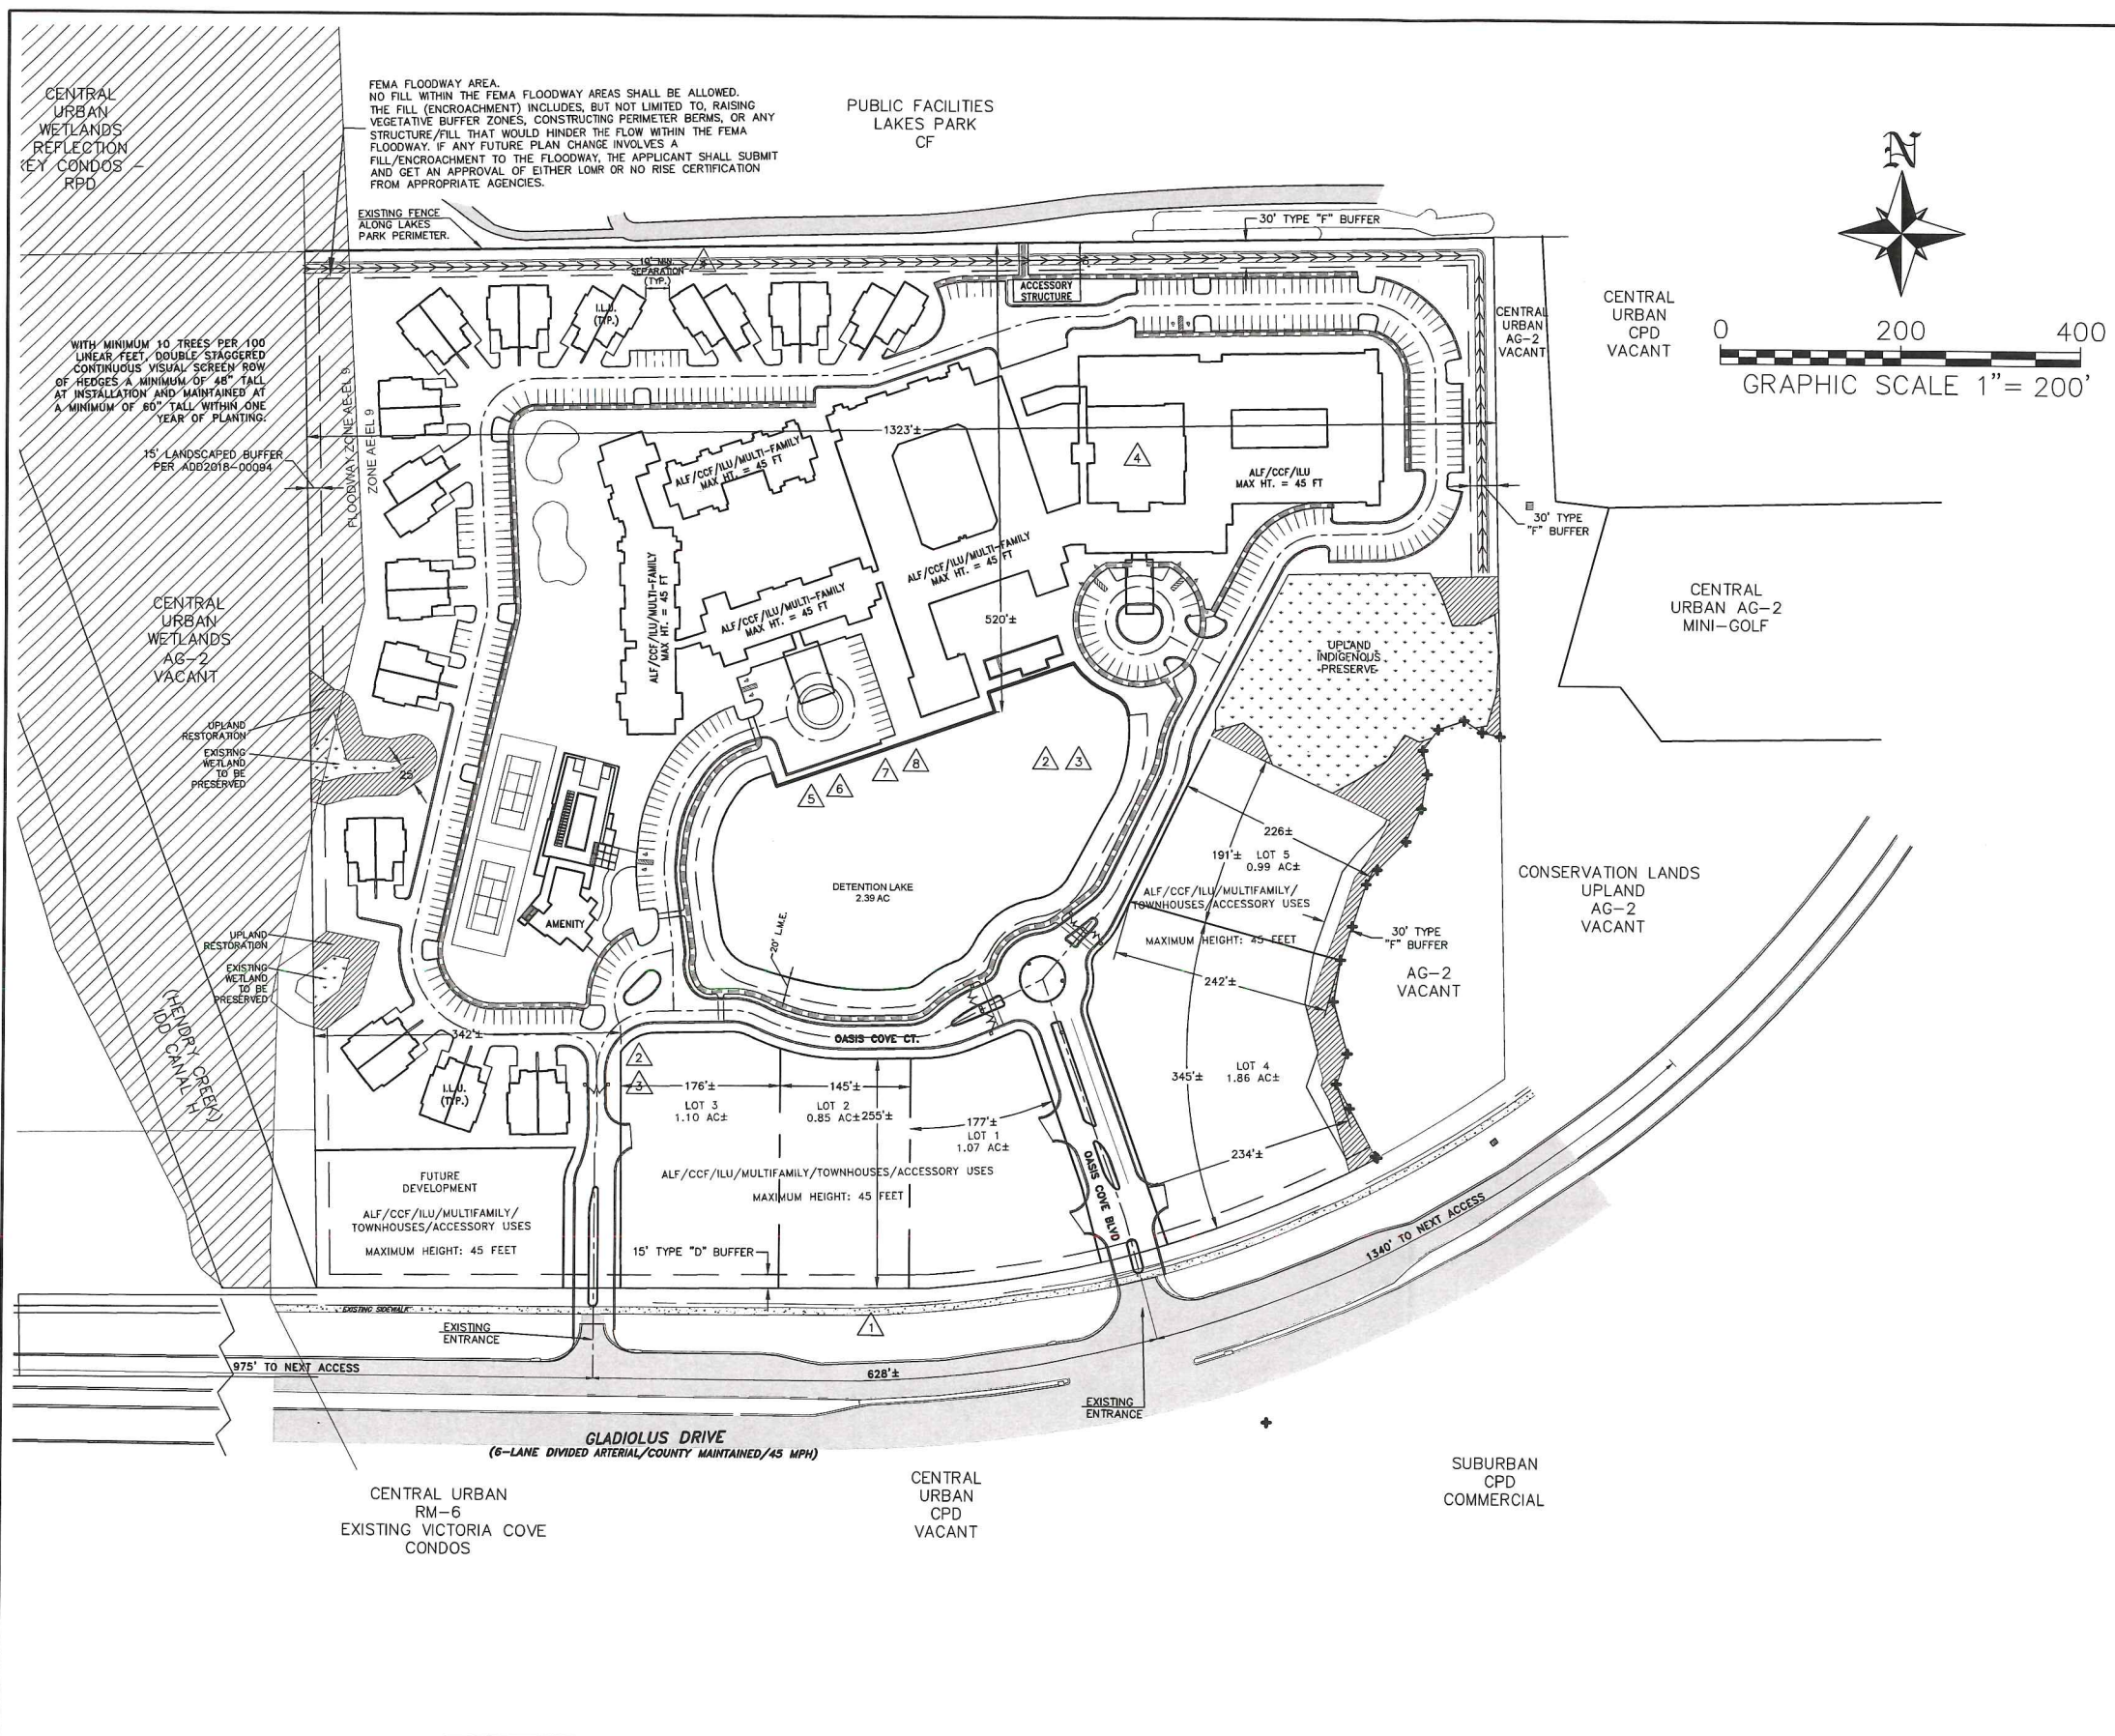 CENTRAL
URBAN
WETLANDS
REFLECTION
KEY CONDOS -
RPD
FEMA FLOODWAY AREA.
NO FILL WITHIN THE FEMA FLOODWAY AREAS SHALL BE ALLOWED.
THE FILL (ENCROACHMENT) INCLUDES, BUT NOT LIMITED TO, RAISING
VEGETATIVE BUFFER ZONES, CONSTRUCTING PERIMETER BERMS, OR ANY
STRUCTURE/FILL THAT WOULD HINDER THE FLOW WITHIN THE FEMA
FLOODWAY. IF ANY FUTURE PLAN CHANGE INVOLVES A
FILL/ENCROACHMENT TO THE FLOODWAY, THE APPLICANT SHALL SUBMIT
AND GET AN APPROVAL OF EITHER LOMR OR NO RISE CERTIFICATION
FROM APPROPRIATE AGENCIES.
PUBLIC FACILITIES
LAKES PARK
CF
N
EXISTING FENCE
ALONG LAKES
PARK PERIMETER.
30' TYPE "F" BUFFER
10' MIN.
SEPARATION
(TYP.)
ACCESSORY
STRUCTURE
I.L.U.
(TYP.)
CENTRAL
URBAN
AG-2
VACANT
CENTRAL
URBAN
CPD
VACANT
0 200 400
GRAPHIC SCALE 1"= 200'
WITH MINIMUM 10 TREES PER 100
LINEAR FEET, DOUBLE STAGGERED
CONTINUOUS VISUAL SCREEN ROW
OF HEDGES A MINIMUM OF 48" TALL
AT INSTALLATION AND MAINTAINED AT
A MINIMUM OF 60" TALL WITHIN ONE
YEAR OF PLANTING.
15' LANDSCAPED BUFFER
PER ADD2018-00094
FLOODWAY ZONE AE-EL 9
ZONE AE-EL 9
1323'±
ALF/CCF/ILU/MULTI-FAMILY
MAX HT. = 45 FT
4
ALF/CCF/ILU
MAX HT. = 45 FT
30' TYPE
"F" BUFFER
ALF/CCF/ILU/MULTI-FAMILY
MAX HT. = 45 FT
ALF/CCF/ILU/MULTI-FAMILY
MAX HT. = 45 FT
ALF/CCF/ILU/MULTI-FAMILY
MAX HT. = 45 FT
520'±
CENTRAL
URBAN
WETLANDS
AG-2
VACANT
CENTRAL
URBAN AG-2
MINI-GOLF
UPLAND
INDIGENOUS
PRESERVE
UPLAND
RESTORATION
EXISTING
WETLAND
TO BE
PRESERVED
25'
5
6
7
8
2
3
226±
191'±
LOT 5
0.99 AC±
ALF/CCF/ILU/MULTIFAMILY/
TOWNHOUSES/ACCESSORY USES
MAXIMUM HEIGHT: 45 FEET
DETENTION LAKE
2.39 AC
20' L.M.E.
AMENITY
CONSERVATION LANDS
UPLAND
AG-2
VACANT
30' TYPE
"F" BUFFER
AG-2
VACANT
UPLAND
RESTORATION
EXISTING
WETLAND
TO BE
PRESERVED
242'±
(HENDRY CREEK)
IDD CANAL H
342'±
OASIS COVE CT.
I.L.U.
(TYP.)
2
3
176'±
LOT 3
1.10 AC±
145'±
LOT 2
0.85 AC±
255'±
177'±
LOT 1
1.07 AC±
345'±
LOT 4
1.86 AC±
234'±
OASIS COVE BLVD
ALF/CCF/ILU/MULTIFAMILY/TOWNHOUSES/ACCESSORY USES
MAXIMUM HEIGHT: 45 FEET
FUTURE
DEVELOPMENT
ALF/CCF/ILU/MULTIFAMILY/
TOWNHOUSES/ACCESSORY USES
MAXIMUM HEIGHT: 45 FEET
15' TYPE "D" BUFFER
1340' TO NEXT ACCESS
EXISTING SIDEWALK
EXISTING
ENTRANCE
1
975' TO NEXT ACCESS
628'±
EXISTING
ENTRANCE
GLADIOLUS DRIVE
(6-LANE DIVIDED ARTERIAL/COUNTY MAINTAINED/45 MPH)
CENTRAL URBAN
RM-6
EXISTING VICTORIA COVE
CONDOS
CENTRAL
URBAN
CPD
VACANT
SUBURBAN
CPD
COMMERCIAL